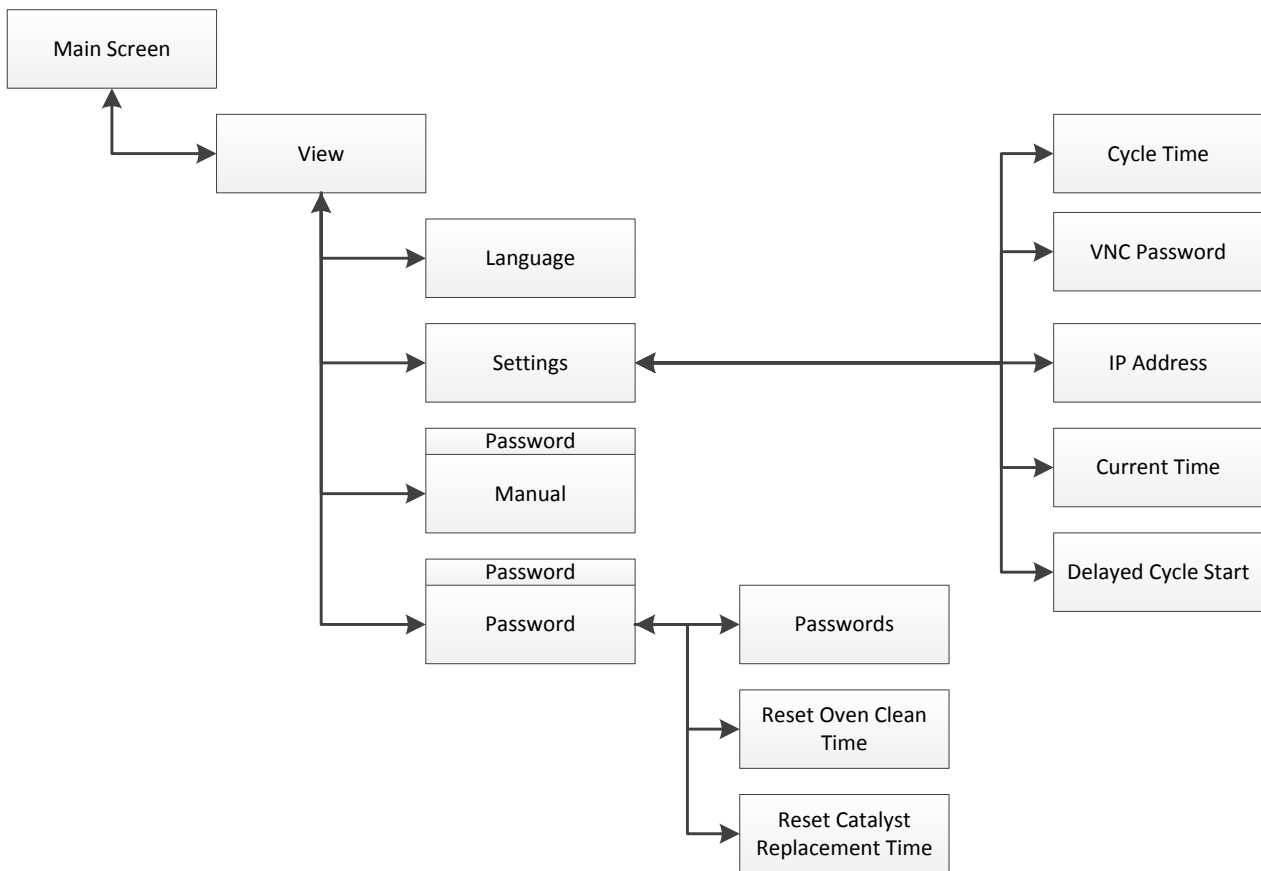 Main Screen
View
Language
Settings
Password
Manual
Password
Password
Passwords
Reset Oven Clean
Time
Reset Catalyst
Replacement Time
Cycle Time
VNC Password
IP Address
Current Time
Delayed Cycle Start